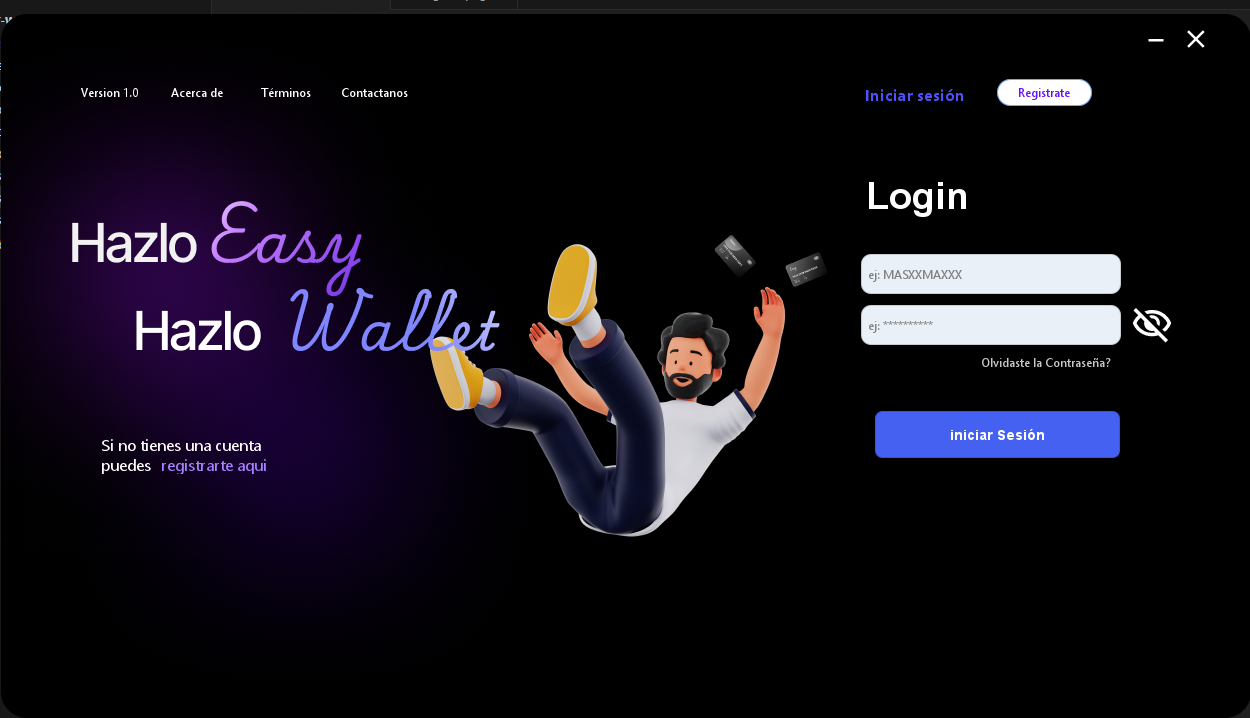 Version 1.0
Acerca de
Términos
Contactanos
Iniciar sesión
Registrate
Hazlo Easy
Hazlo Wallet
Si no tienes una cuenta
puedes registrarte aqui
Login
ej: MASXXMAXXX
ej: **********
Olvidaste la Contraseña?
iniciar Sesión